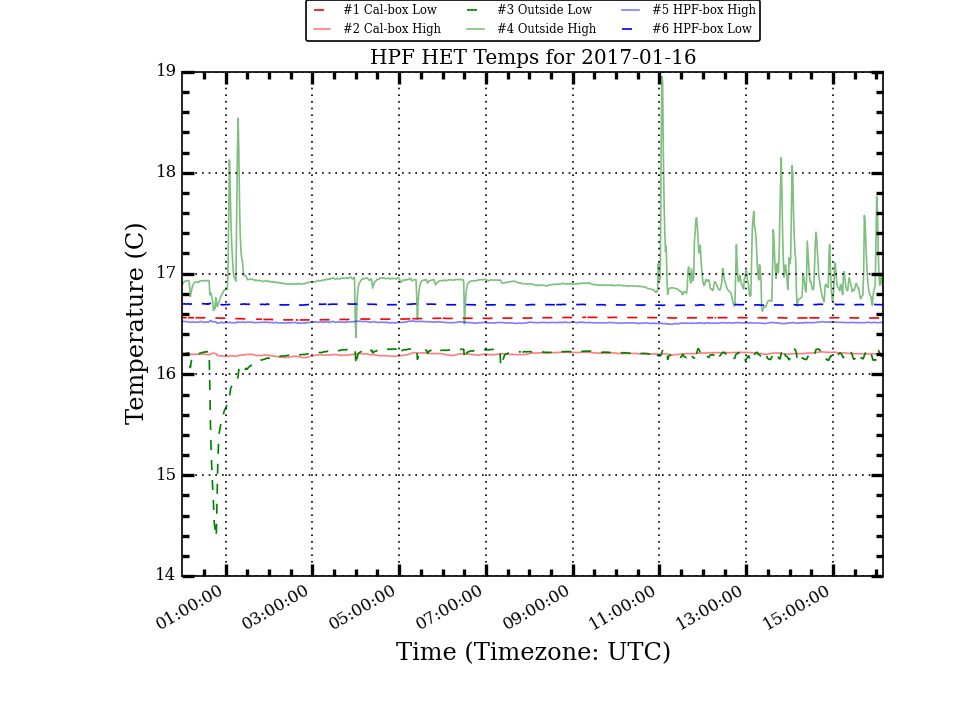 #1 Cal-box Low #3 Outside Low #5 HPF-box High
#2 Cal-box High #4 Outside High #6 HPF-box Low
HPF HET Temps for 2017-01-16
19
18
17
16
15
14
Temperature (C)
01:00:00 03:00:00 05:00:00 07:00:00 09:00:00 11:00:00 13:00:00 15:00:00
Time (Timezone: UTC)